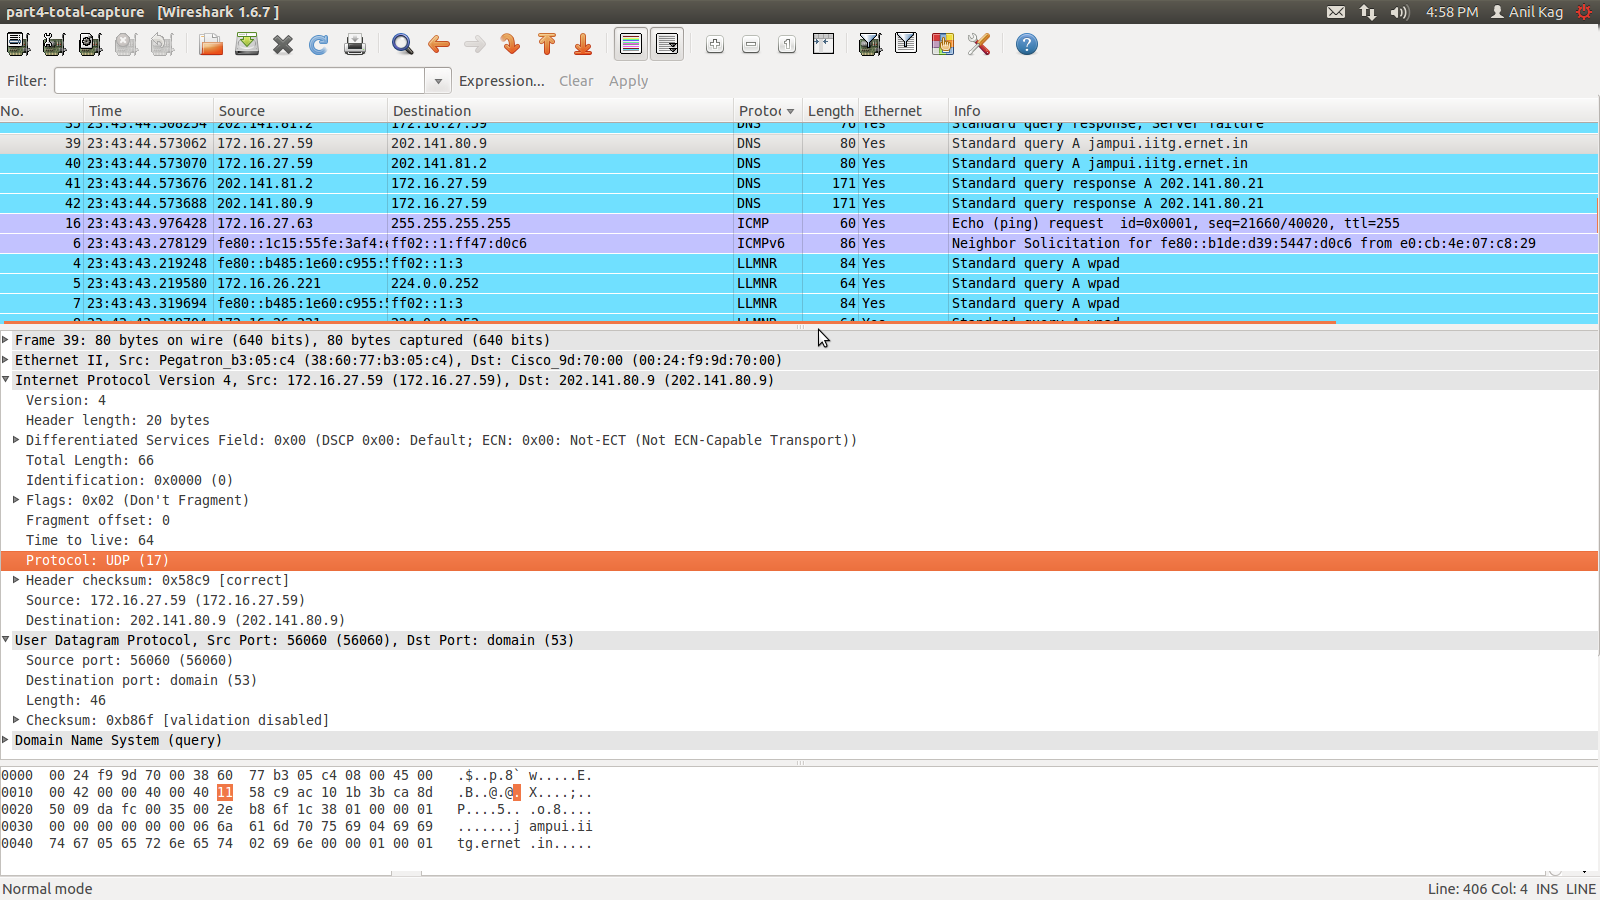 part4-total-capture   [Wireshark 1.6.7 ]
4:58 PM  Anil Kag
Filter:  Expression...  Clear  Apply
No.  Time  Source  Destination  Protoc  Length  Ethernet  Info
35 23:43:44.308254 202.141.81.2 172.16.27.59 DNS 76 Yes Standard query response, Server failure
39 23:43:44.573062 172.16.27.59 202.141.80.9 DNS 80 Yes Standard query A jampui.iitg.ernet.in
40 23:43:44.573070 172.16.27.59 202.141.81.2 DNS 80 Yes Standard query A jampui.iitg.ernet.in
41 23:43:44.573676 202.141.81.2 172.16.27.59 DNS 171 Yes Standard query response A 202.141.80.21
42 23:43:44.573688 202.141.80.9 172.16.27.59 DNS 171 Yes Standard query response A 202.141.80.21
16 23:43:43.976428 172.16.27.63 255.255.255.255 ICMP 60 Yes Echo (ping) request  id=0x0001, seq=21660/40020, ttl=255
6 23:43:43.278129 fe80::1c15:55fe:3af4:ff02::1:ff47:d0c6 ICMPv6 86 Yes Neighbor Solicitation for fe80::b1de:d39:5447:d0c6 from e0:cb:4e:07:c8:29
4 23:43:43.219248 fe80::b485:1e60:c955:ff02::1:3 LLMNR 84 Yes Standard query A wpad
5 23:43:43.219580 172.16.26.221 224.0.0.252 LLMNR 64 Yes Standard query A wpad
7 23:43:43.319694 fe80::b485:1e60:c955:ff02::1:3 LLMNR 84 Yes Standard query A wpad
Frame 39: 80 bytes on wire (640 bits), 80 bytes captured (640 bits)
Ethernet II, Src: Pegatron_b3:05:c4 (38:60:77:b3:05:c4), Dst: Cisco_9d:70:00 (00:24:f9:9d:70:00)
Internet Protocol Version 4, Src: 172.16.27.59 (172.16.27.59), Dst: 202.141.80.9 (202.141.80.9)
Version: 4
Header length: 20 bytes
Differentiated Services Field: 0x00 (DSCP 0x00: Default; ECN: 0x00: Not-ECT (Not ECN-Capable Transport))
Total Length: 66
Identification: 0x0000 (0)
Flags: 0x02 (Don't Fragment)
Fragment offset: 0
Time to live: 64
Protocol: UDP (17)
Header checksum: 0x58c9 [correct]
Source: 172.16.27.59 (172.16.27.59)
Destination: 202.141.80.9 (202.141.80.9)
User Datagram Protocol, Src Port: 56060 (56060), Dst Port: domain (53)
Source port: 56060 (56060)
Destination port: domain (53)
Length: 46
Checksum: 0xb86f [validation disabled]
Domain Name System (query)
0000  00 24 f9 9d 70 00 38 60  77 b3 05 c4 08 00 45 00   .$..p.8` w.....E.
0010  00 42 00 00 40 00 40 11  58 c9 ac 10 1b 3b ca 8d   .B..@.@. X....;..
0020  50 09 da fc 00 35 00 2e  b8 6f 1c 38 01 00 00 01   P....5.. .o.8....
0030  00 00 00 00 00 00 06 6a  61 6d 70 75 69 04 69 69   .......j ampui.ii
0040  74 67 05 65 72 6e 65 74  02 69 6e 00 00 01 00 01   tg.ernet .in.....
Normal mode
Line: 406 Col: 4  INS  LINE